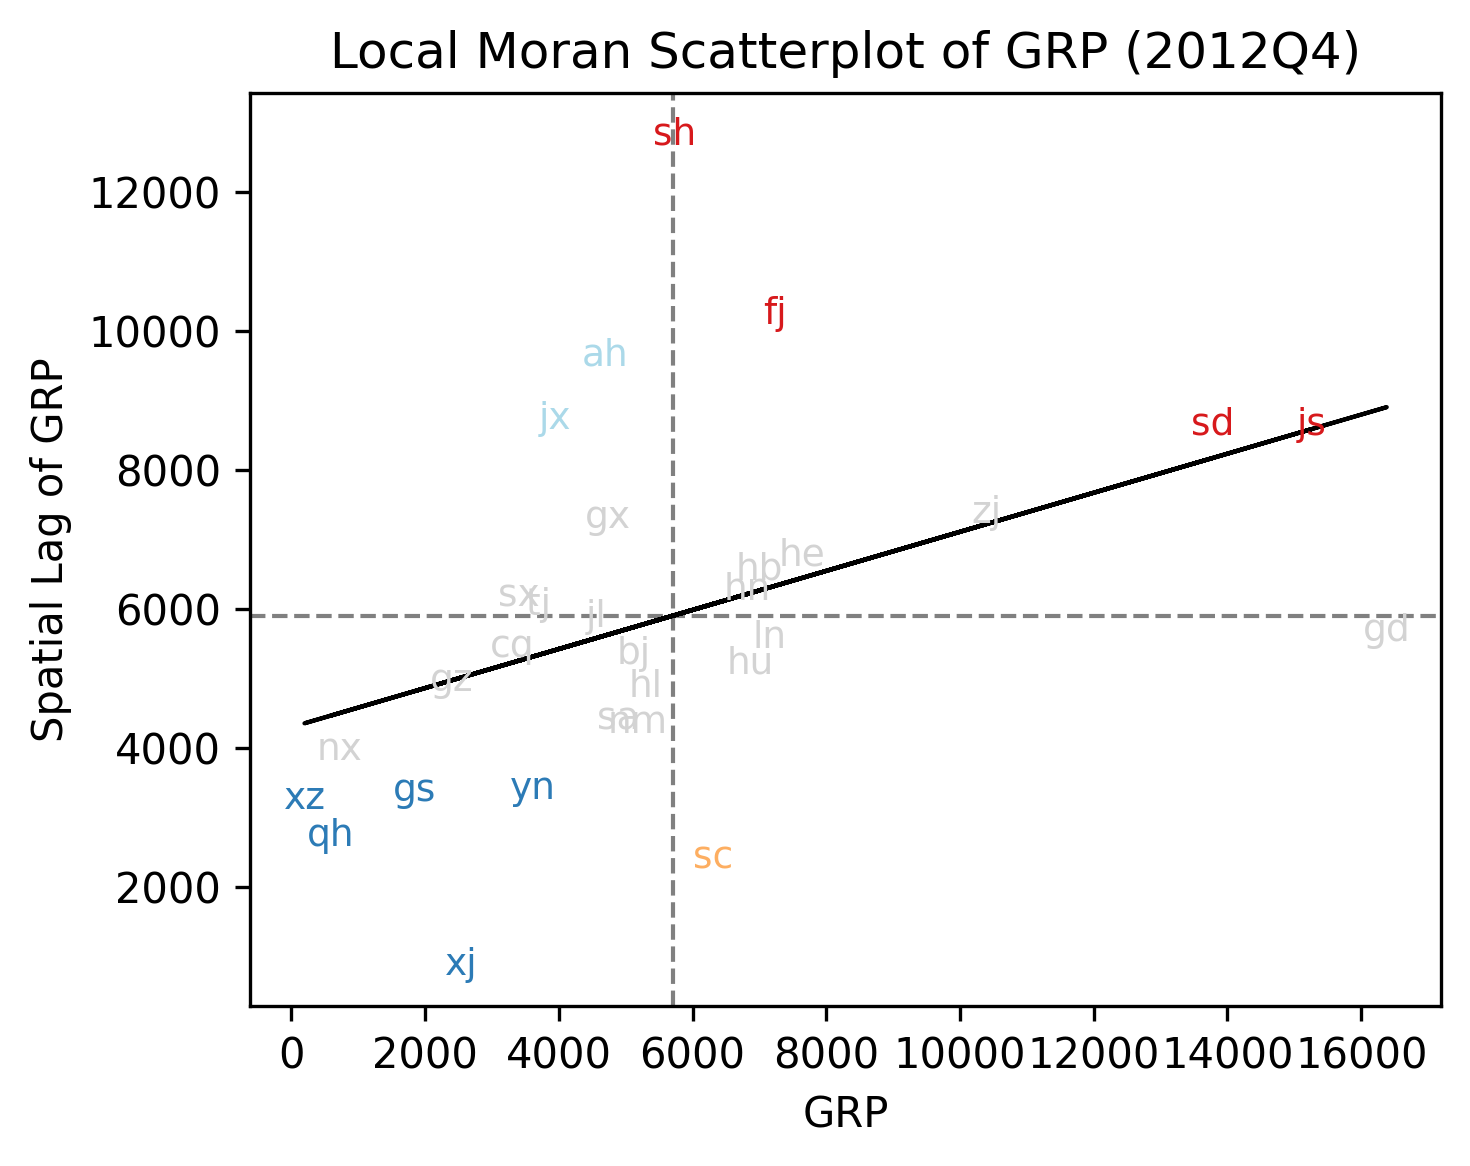 Local Moran Scatterplot of GRP (2012Q4)
sh
12000
fj
10000
ah
jx
sd js
8000
gx
zj
he
hb
hn
sx
tj
jl
6000
gd
ln
cq
bj
hu
gz
hl
sa
nm
4000
nx
xz
gs
yn
qh
sc
2000
xj
Spatial Lag of GRP
0 2000 4000 6000 8000 10000 12000 14000 16000
GRP